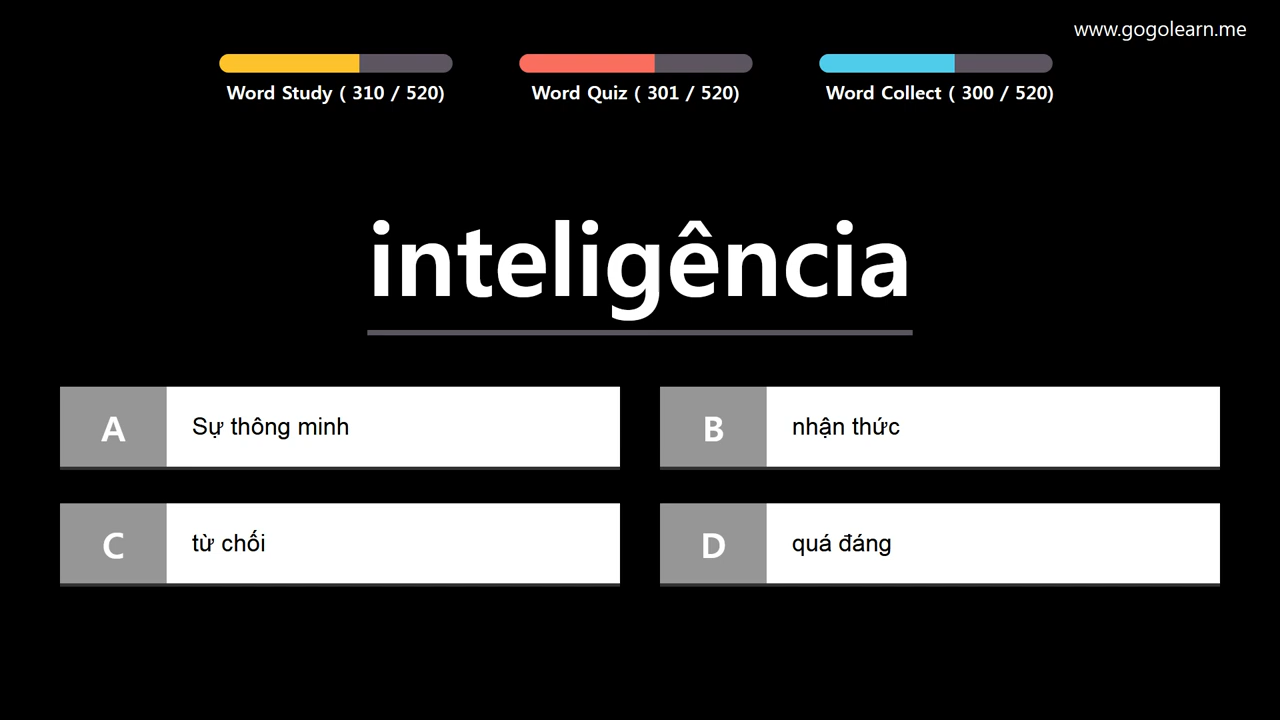 www.gogolearn.me
Word Study ( 310 / 520)
Word Quiz ( 301 / 520)
Word Collect ( 300 / 520)
inteligência
A
Sự thông minh
B
nhận thức
C
từ chối
D
quá đáng